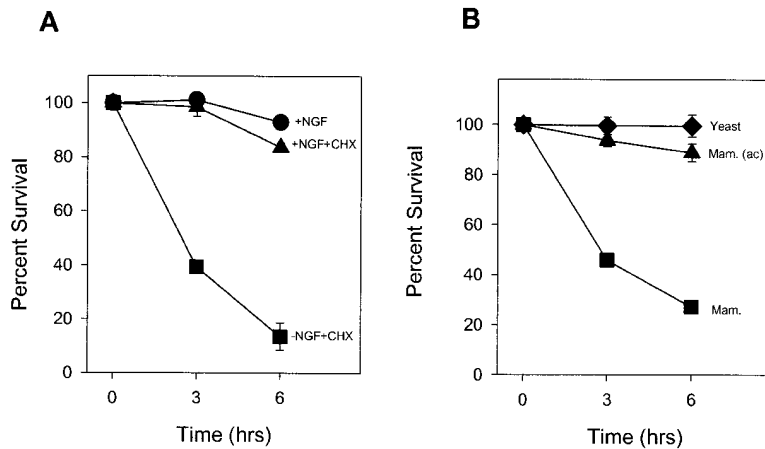 A
Percent Survival
100
80
60
40
20
0
+NGF
+NGF+CHX
-NGF+CHX
0 3 6
Time (hrs)
B
Percent Survival
100
80
60
40
20
0
Yeast
Mam. (ac)
Mam.
0 3 6
Time (hrs)